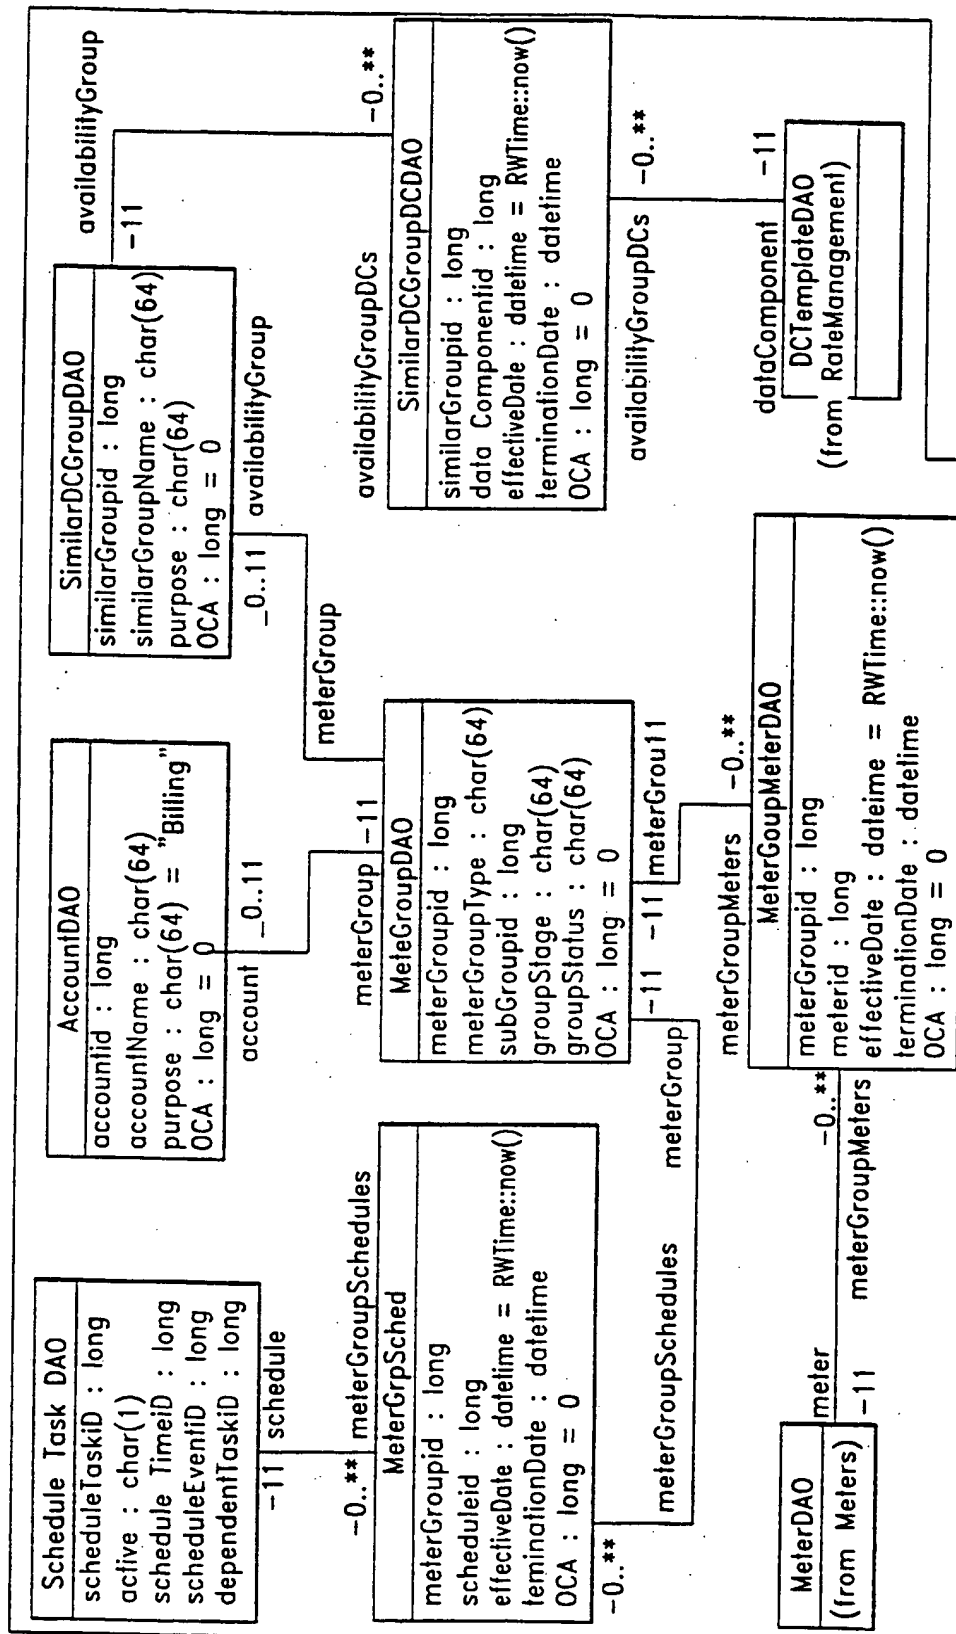 Schedule Task DAO
scheduleTaskiD : long
active : char(1)
schedule TimeiD : long
scheduleEventiD : long
dependentTaskiD : long
-11
schedule
-0..**
meterGroupSchedules
MeterGrpSched
meterGroupid : long
scheduleid : long
effectiveDate : datetime = RWTime::now()
teminationDate : datetime
OCA : long = 0
-0..**
meterGroupSchedules
meterGroup
AccountDAO
accountid : long
accountName : char(64)
purpose : char(64) = "Billing"
OCA : long = 0
account
_0..11
meterGroup
-11
MeteGroupDAO
meterGroupid : long
meterGroupType : char(64)
subGroupid : long
groupStage : char(64)
groupStatus : char(64)
OCA : long = 0
-11
-11
meterGrou11
meterGroupMeters
-0..**
MeterGoupMeterDAO
meterGroupid : long
meterid : long
effectiveDate : dateime = RWTime::now()
terminationDate : datetime
OCA : long = 0
-0..**
meterGroupMeters
MeterDAO
(from Meters)
meter
-11
SimilarDCGroupDAO
similarGroupid : long
similarGroupName : char(64)
purpose : char(64)
OCA : long = 0
_0..11
availabilityGroup
meterGroup
-11
availabilityGroup
availabilityGroupDCs
-0..**
SimilarDCGroupDCDAO
similarGroupid : long
data Componentid : long
effectiveDate : datetime = RWTime::now()
terminationDate : datetime
OCA : long = 0
availabilityGroupDCs
-0..**
dataComponent
-11
DCTemplateDAO
(from RateManagement)